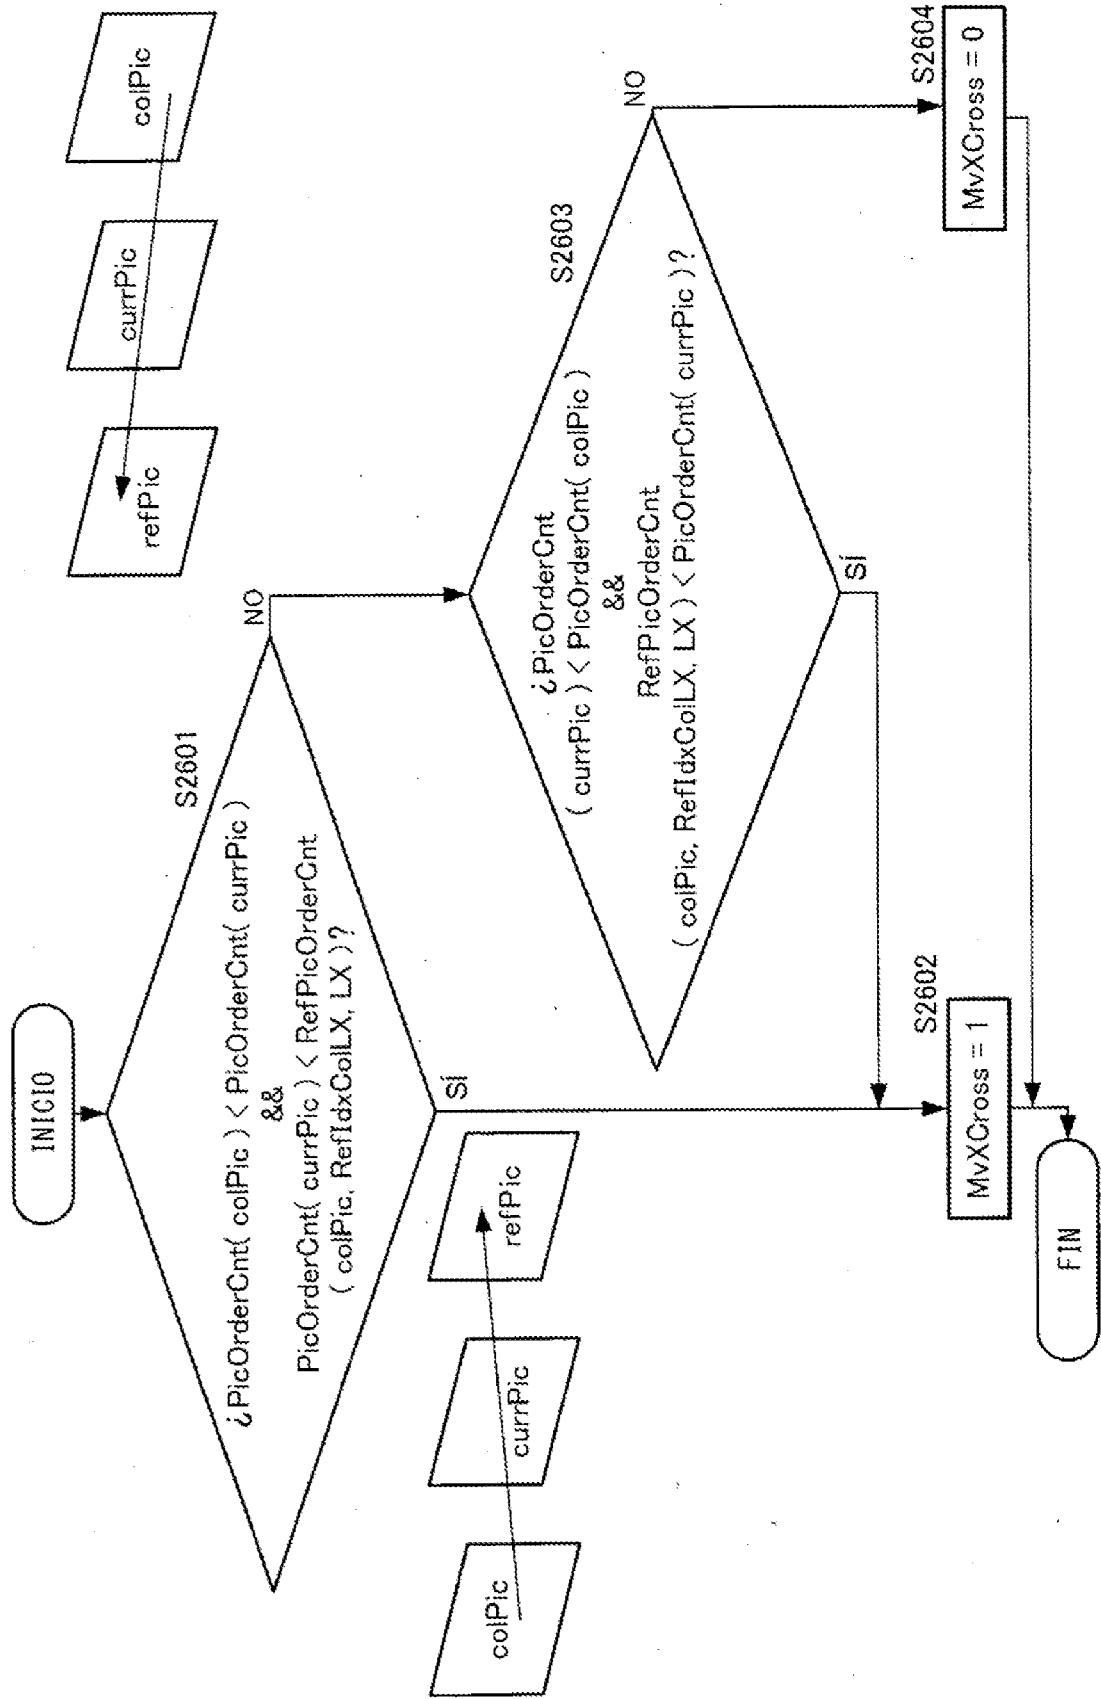 INICIO
S2601
¿PicOrderCnt( colPic ) < PicOrderCnt( currPic )
&&
PicOrderCnt( currPic ) < RefPicOrderCnt
( colPic, RefIdxColLX, LX )?
NO
SÍ
refPic
currPic
colPic
colPic
currPic
refPic
S2603
¿PicOrderCnt
( currPic ) < PicOrderCnt( colPic )
&&
RefPicOrderCnt
( colPic, RefIdxColLX, LX ) < PicOrderCnt( currPic )?
NO
SÍ
S2602
MvXCross = 1
S2604
MvXCross = 0
FIN